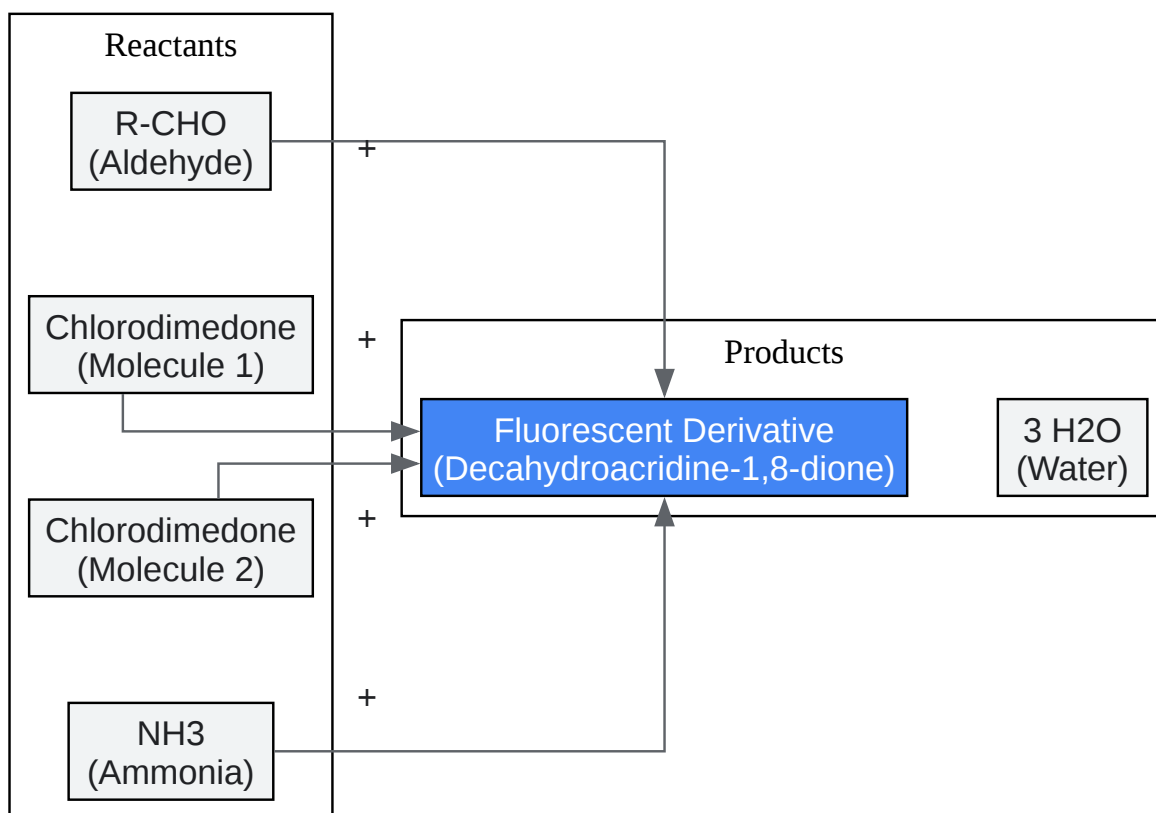 Reactants
R-CHO
(Aldehyde)
+
Chlorodimedone
(Molecule 1)
+
Products
Fluorescent Derivative
(Decahydroacridine-1,8-dione)
3 H2O
(Water)
Chlorodimedone
(Molecule 2)
+
NH3
(Ammonia)
+